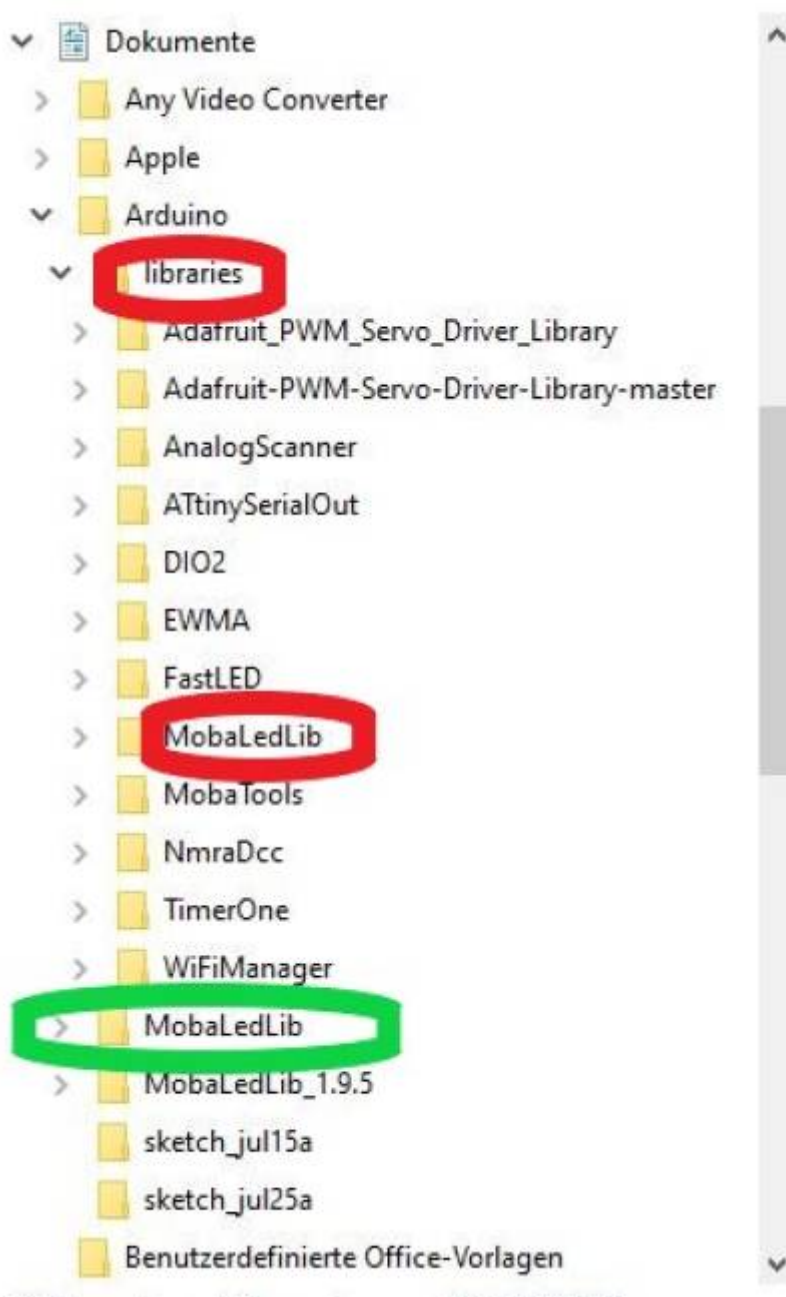 Dokumente
Any Video Converter
Apple
Arduino
libraries
Adafruit_PWM_Servo_Driver_Library
Adafruit-PWM-Servo-Driver-Library-master
AnalogScanner
ATtinySerialOut
DIO2
EWMA
FastLED
MobaLedLib
MobaTools
NmraDcc
TimerOne
WiFiManager
MobaLedLib
MobaLedLib_1.9.5
sketch_jul15a
sketch_jul25a
Benutzerdefinierte Office-Vorlagen